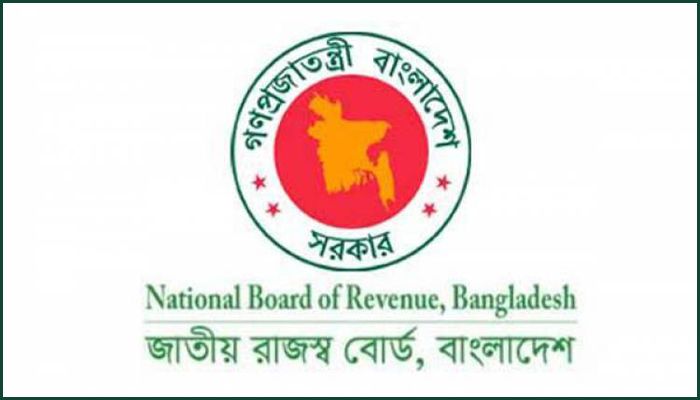 গণপ্রজাতন্ত্রী বাংলাদেশ
সরকার
National Board of Revenue, Bangladesh
জাতীয় রাজস্ব বোর্ড, বাংলাদেশ